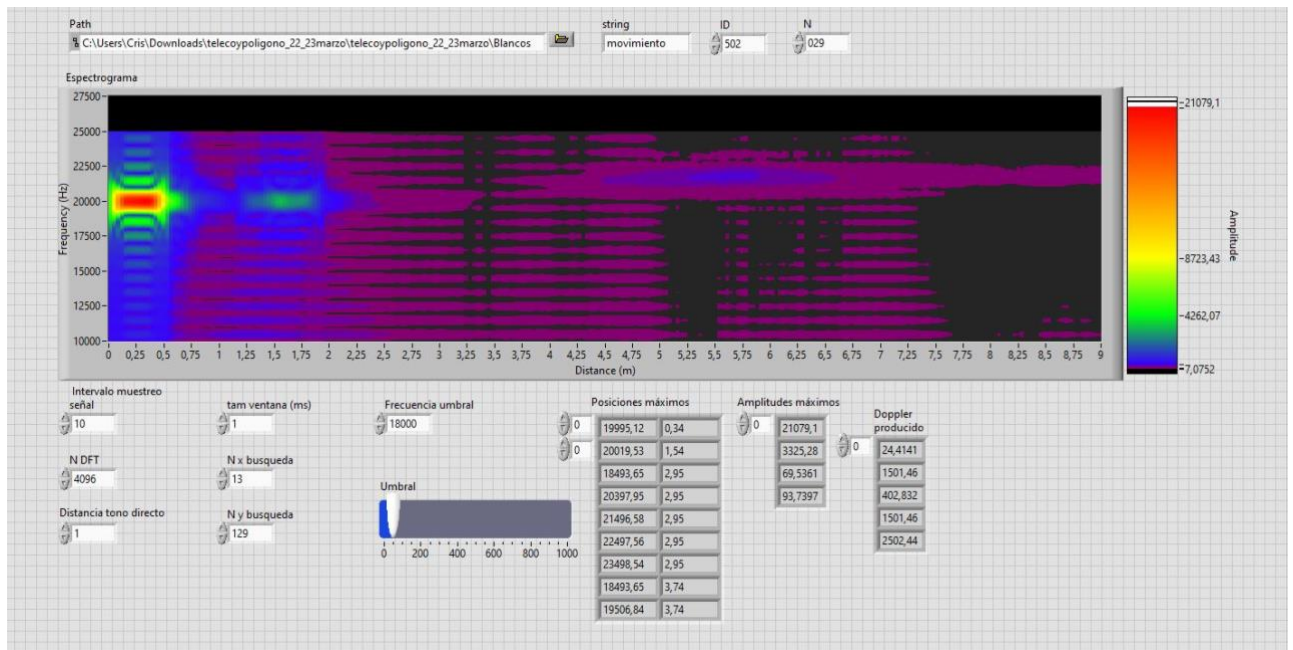 Path
string
ID
N
C:\Users\Cris\Downloads\telecoypoligono_22_23marzo\telecoypoligono_22_23marzo\Blancos
movimiento
502
029
Espectrograma
27500-
25000-
22500-
20000-
17500-
15000-
12500-
10000-
Frequency (Hz)
0 0,25 0,5 0,75 1 1,25 1,5 1,75 2 2,25 2,5 2,75 3 3,25 3,5 3,75 4 4,25 4,5 4,75 5 5,25 5,5 5,75 6 6,25 6,5 6,75 7 7,25 7,5 7,75 8 8,25 8,5 8,75 9
Distance (m)
-21079,1
-8723,43
-4262,07
-7,0752
Amplitude
Intervalo muestreo
señal
10
tam ventana (ms)
1
Frecuencia umbral
18000
N DFT
4096
N x busqueda
13
Distancia tono directo
1
N y busqueda
129
Umbral
0 200 400 600 800 1000
Posiciones máximos
0
0
19995,12 0,34
20019,53 1,54
18493,65 2,95
20397,95 2,95
21496,58 2,95
22497,56 2,95
23498,54 2,95
18493,65 3,74
19506,84 3,74
Amplitudes máximos
0
21079,1
3325,28
69,5361
93,7397
Doppler
producido
0
24,4141
1501,46
402,832
1501,46
2502,44